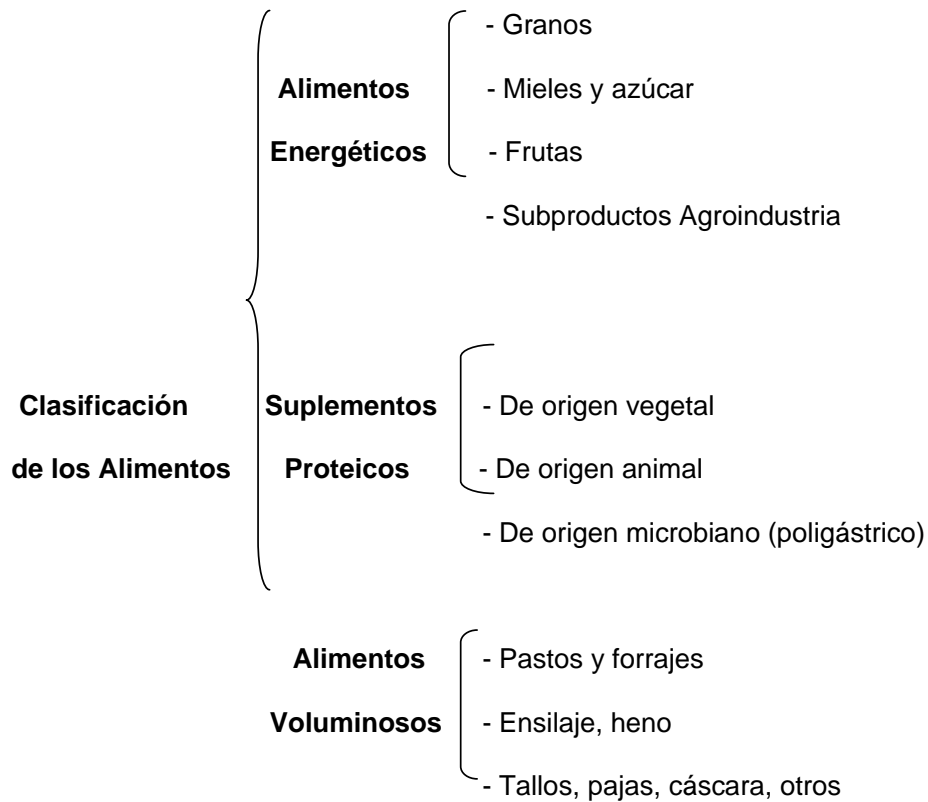 - Granos
Alimentos - Mieles y azúcar
Energéticos - Frutas
- Subproductos Agroindustria
Clasificación Suplementos - De origen vegetal
de los Alimentos Proteicos - De origen animal
- De origen microbiano (poligástrico)
Alimentos - Pastos y forrajes
Voluminosos - Ensilaje, heno
- Tallos, pajas, cáscara, otros